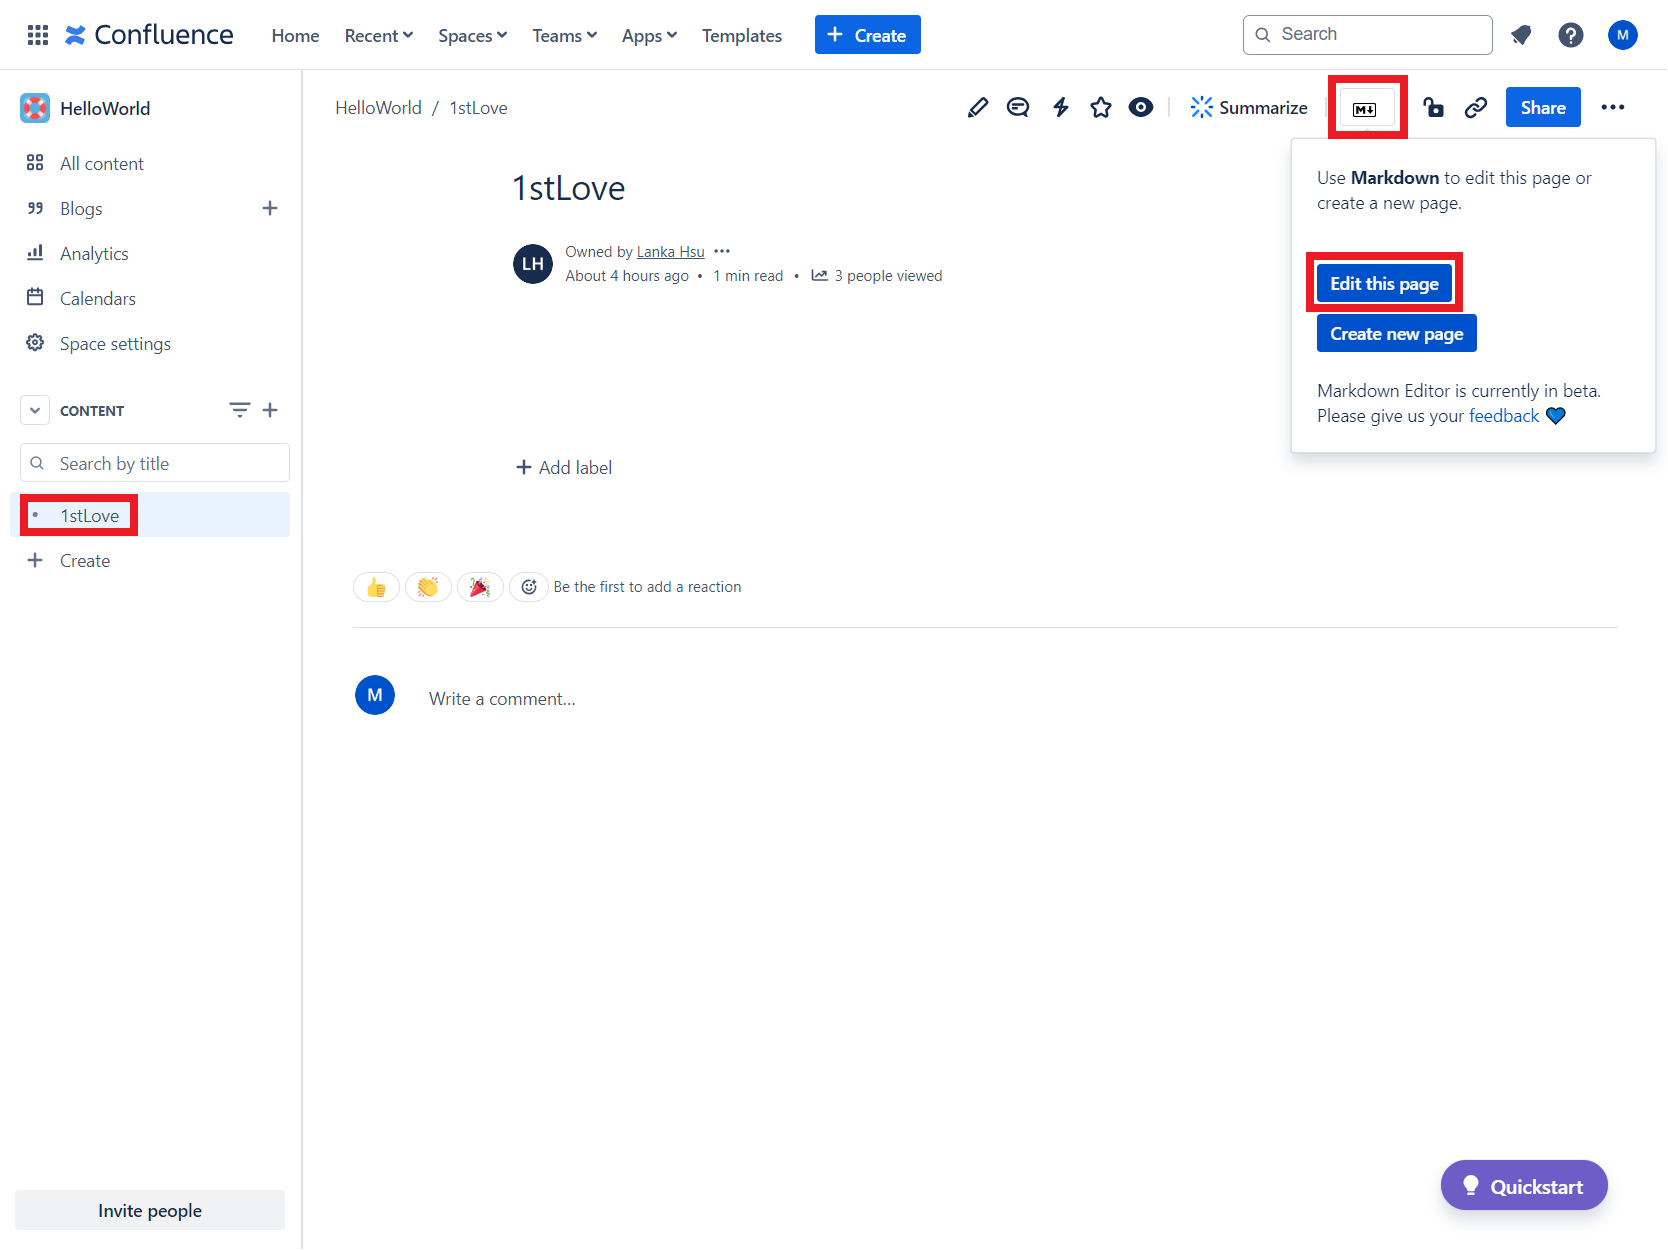 Confluence
Home
Recent
Spaces
Teams
Apps
Templates
+ Create
Search
M
HelloWorld
All content
Blogs
Analytics
Calendars
Space settings
CONTENT
Search by title
1stLove
+ Create
Invite people
HelloWorld / 1stLove
Summarize
M
Share
1stLove
LH
Owned by Lanka Hsu •••
About 4 hours ago • 1 min read • 3 people viewed
+ Add label
Be the first to add a reaction
M
Write a comment...
Use Markdown to edit this page or
create a new page.
Edit this page
Create new page
Markdown Editor is currently in beta.
Please give us your feedback 💙
Quickstart